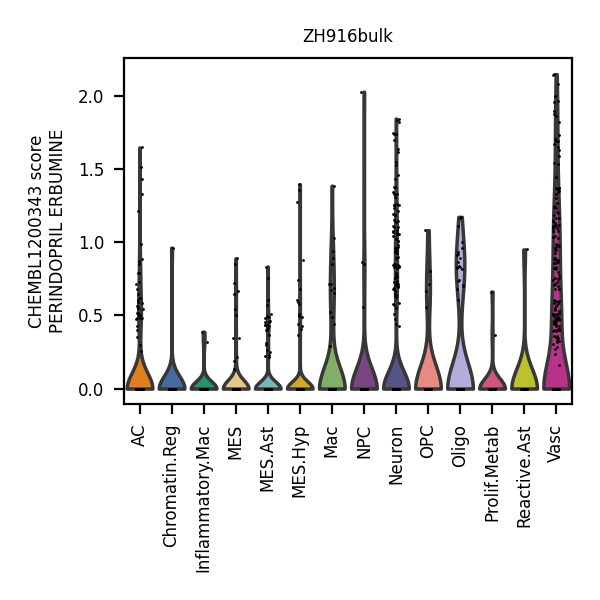 ZH916bulk
CHEMBL1200343 score
PERINDOPRIL ERBUMINE
2.0
1.5
1.0
0.5
0.0
AC
Chromatin.Reg
Inflammatory.Mac
MES
MES.Ast
MES.Hyp
Mac
NPC
Neuron
OPC
Oligo
Prolif.Metab
Reactive.Ast
Vasc